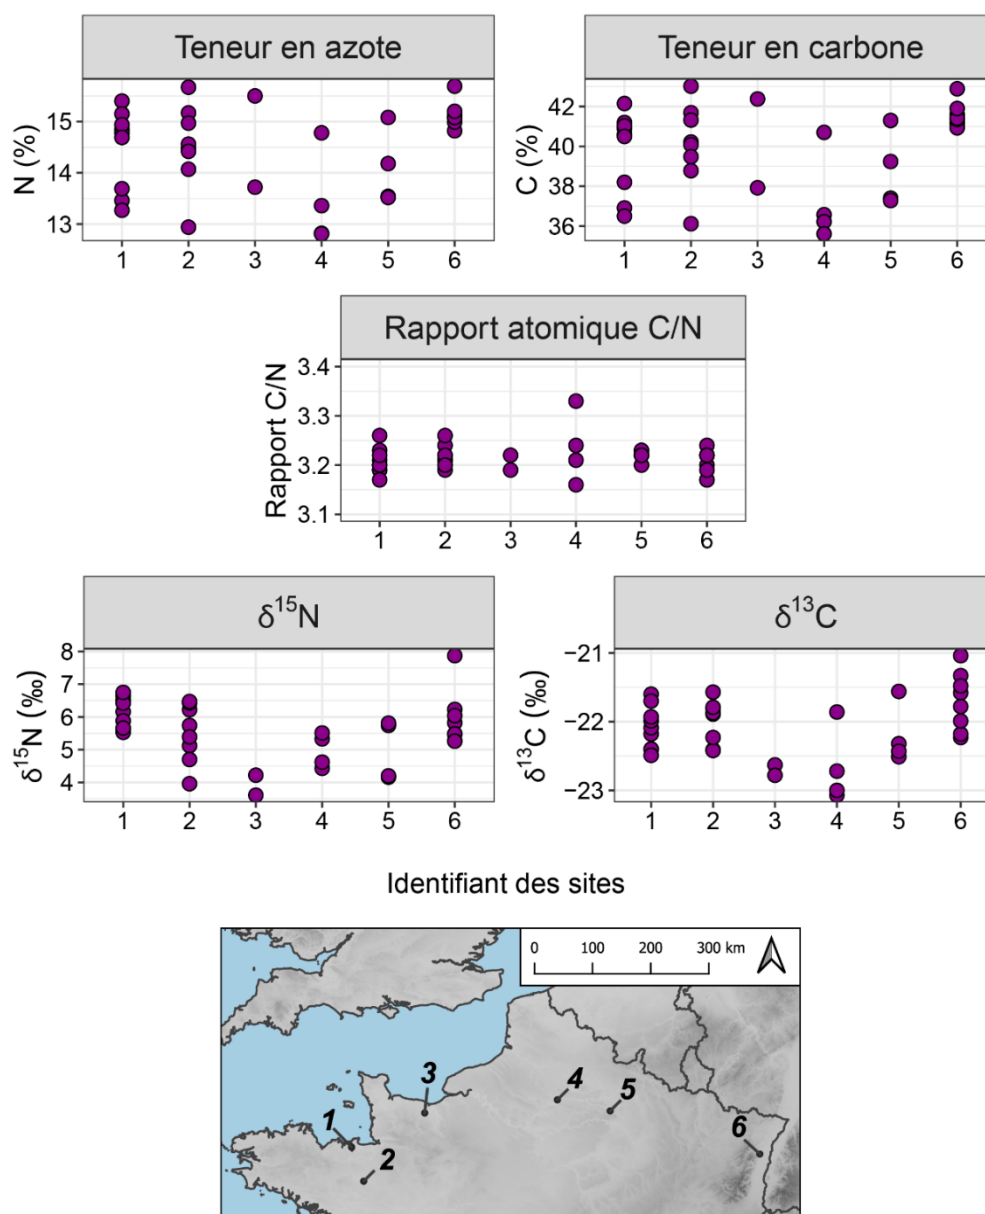 Teneur en azote
N (%)
15
14
13
1 2 3 4 5 6
Teneur en carbone
C (%)
42
40
38
36
1 2 3 4 5 6
Rapport atomique C/N
Rapport C/N
3.4
3.3
3.2
3.1
1 2 3 4 5 6
δ¹⁵N
δ¹⁵N (‰)
8
7
6
5
4
1 2 3 4 5 6
δ¹³C
δ¹³C (‰)
−21
−22
−23
1 2 3 4 5 6
Identifiant des sites
0 100 200 300 km
1
2
3
4
5
6